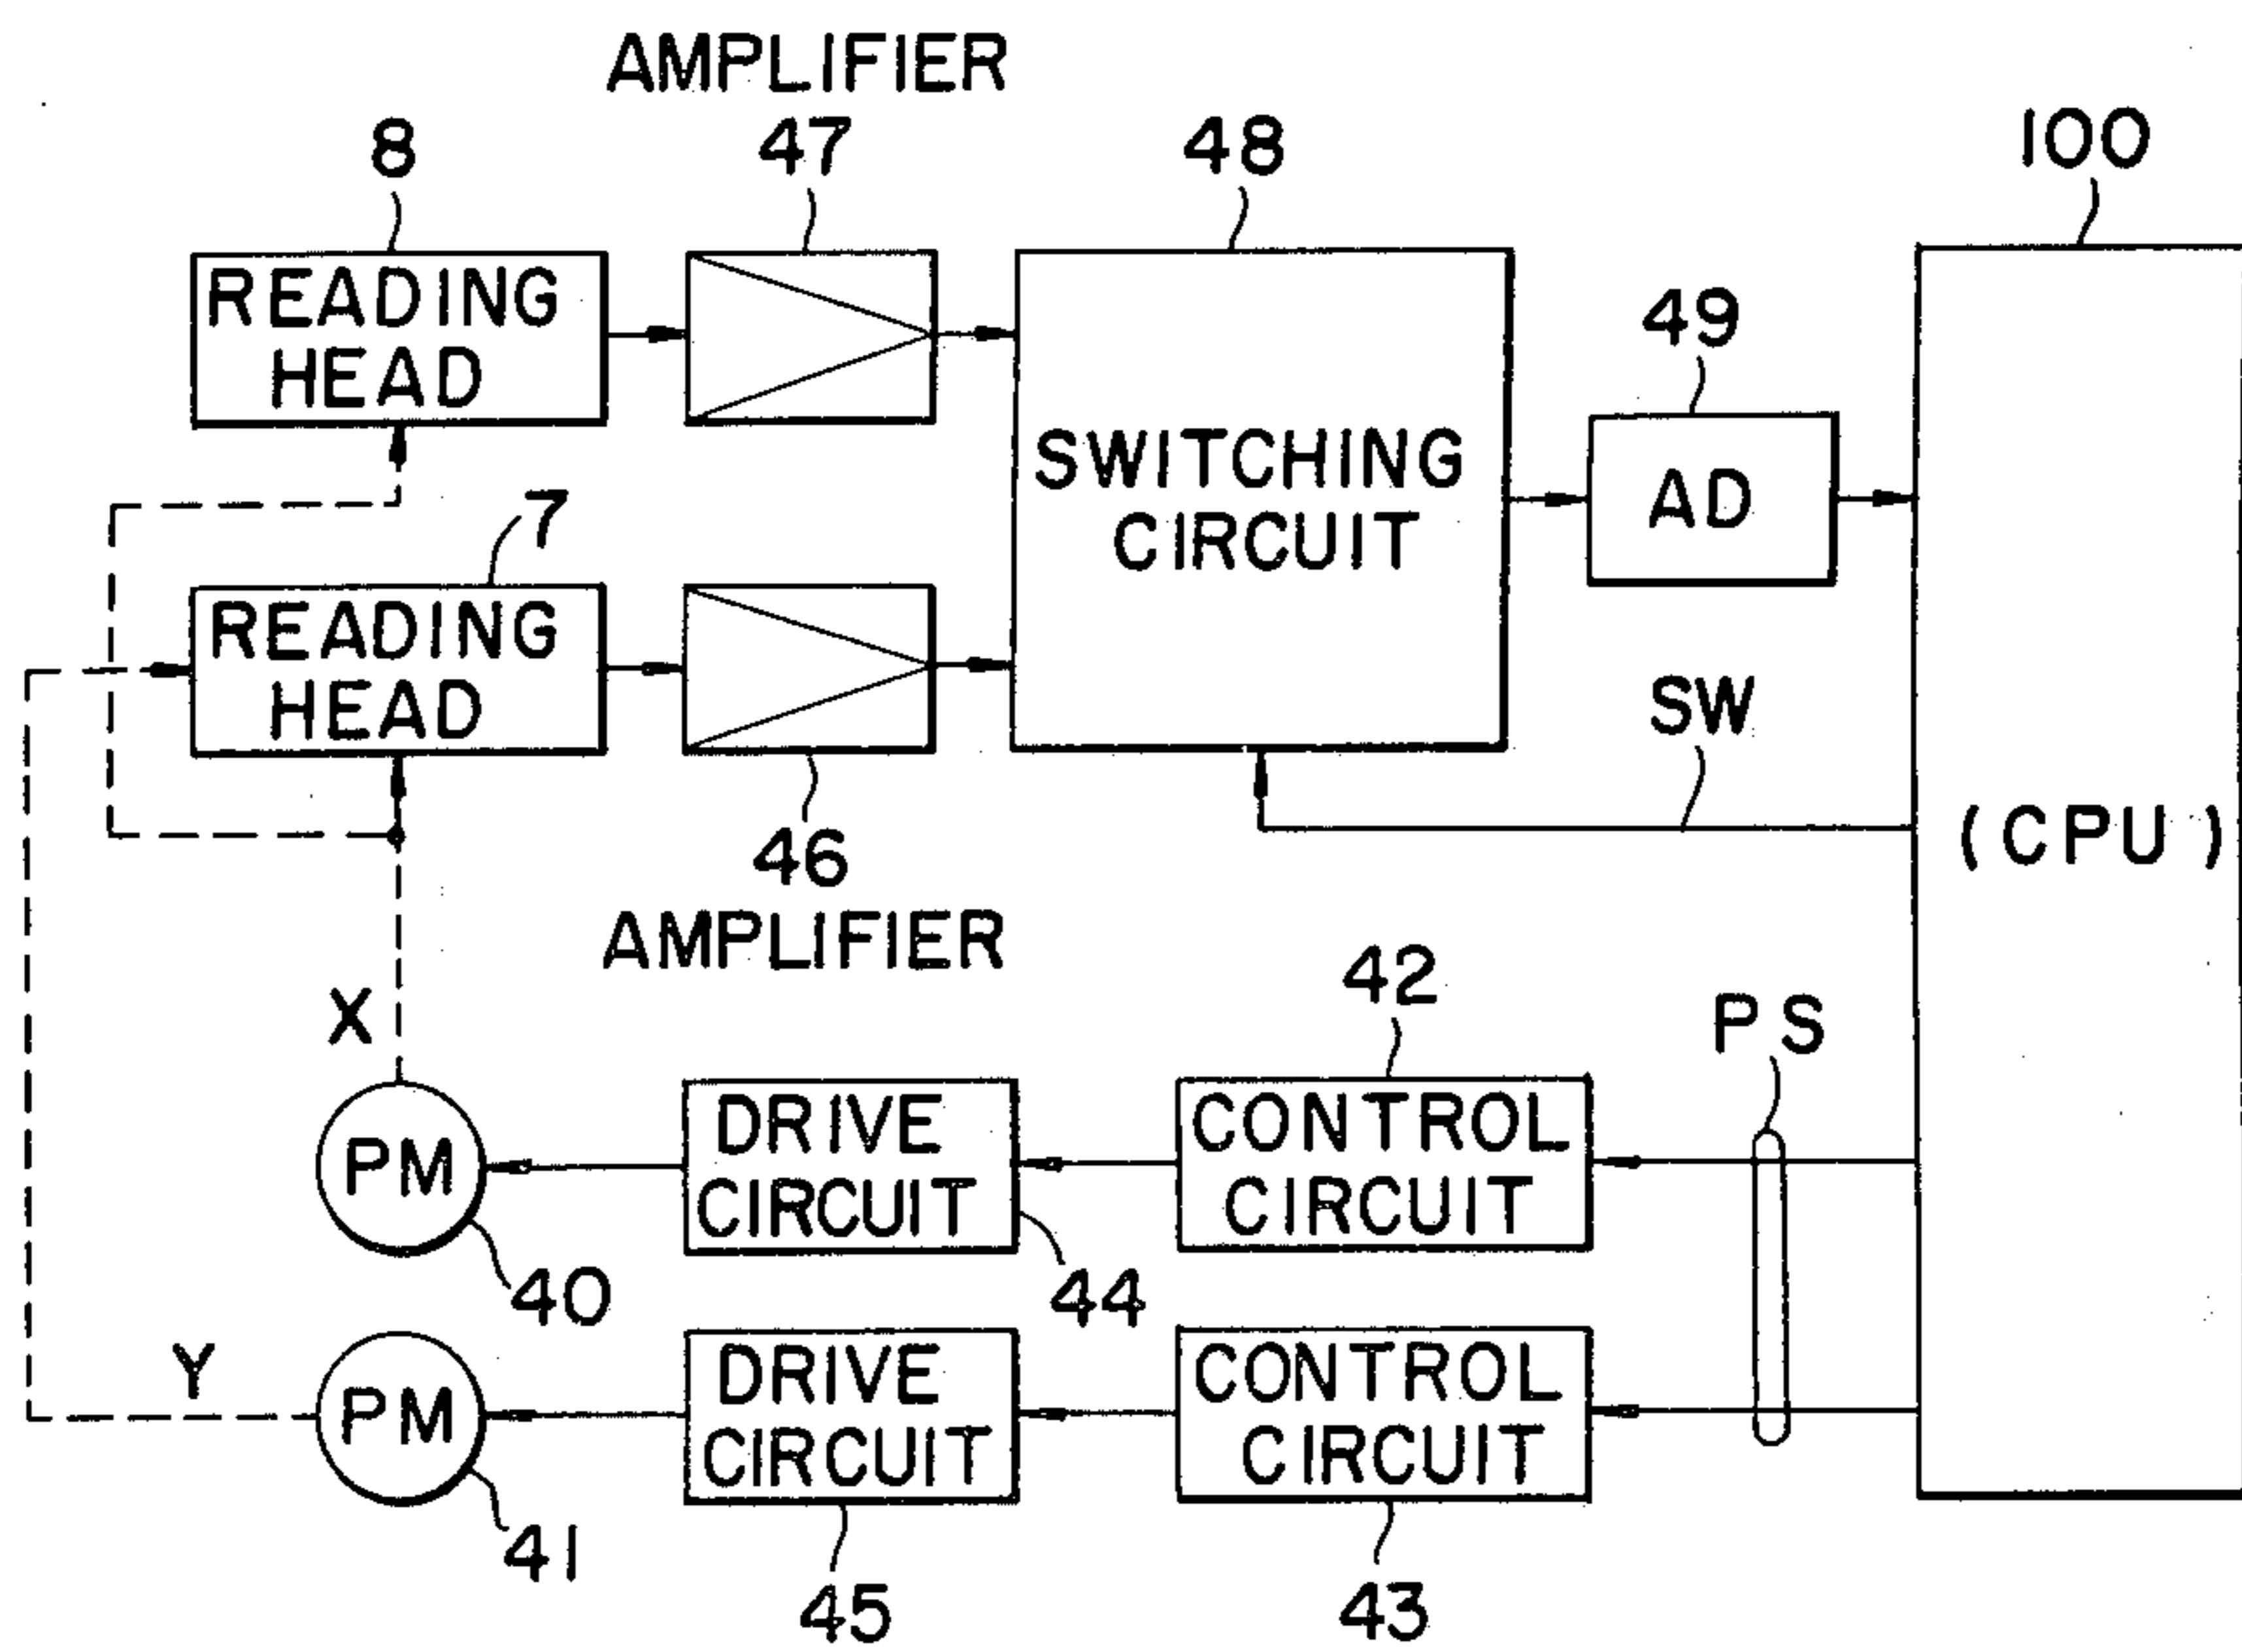 AMPLIFIER
8
47
48
100
READING
HEAD
49
SWITCHING
CIRCUIT
AD
7
READING
HEAD
SW
(CPU)
46
AMPLIFIER
42
PS
X
PM
DRIVE
CIRCUIT
CONTROL
CIRCUIT
40
44
Y
PM
DRIVE
CIRCUIT
CONTROL
CIRCUIT
41
45
43